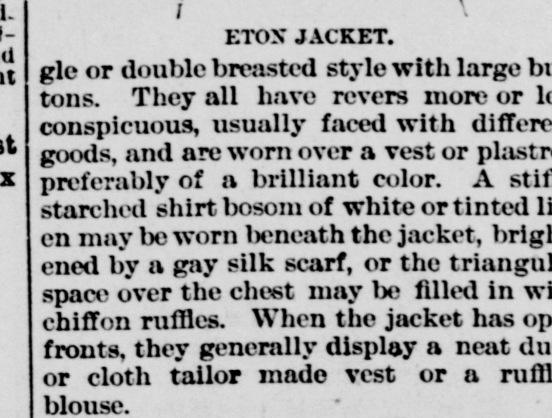 ETON JACKET.
gle or double breasted style with large bu
tons. They all have revers more or le
conspicuous, usually faced with differe
goods, and are worn over a vest or plastr
preferably of a brilliant color. A stif
starched shirt bosom of white or tinted li
en may be worn beneath the jacket, brigh
ened by a gay silk scarf, or the triangul
space over the chest may be filled in wi
chiffon ruffles. When the jacket has op
fronts, they generally display a neat du
or cloth tailor made vest or a ruffl
blouse.